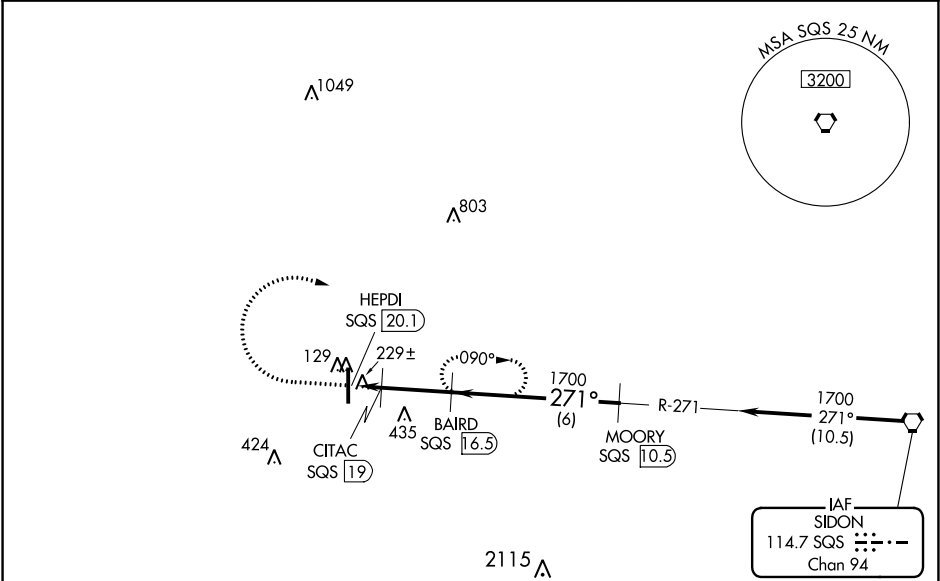 MSA SQS 25 NM
3200
1049
803
HEPDI
SQS 20.1
129
229±
090°
1700
271°
(6)
R-271
1700
271°
(10.5)
MOORY
SQS 10.5
BAIRD
SQS 16.5
435
CITAC
SQS 19
424
IAF
SIDON
114.7 SQS
Chan 94
2115